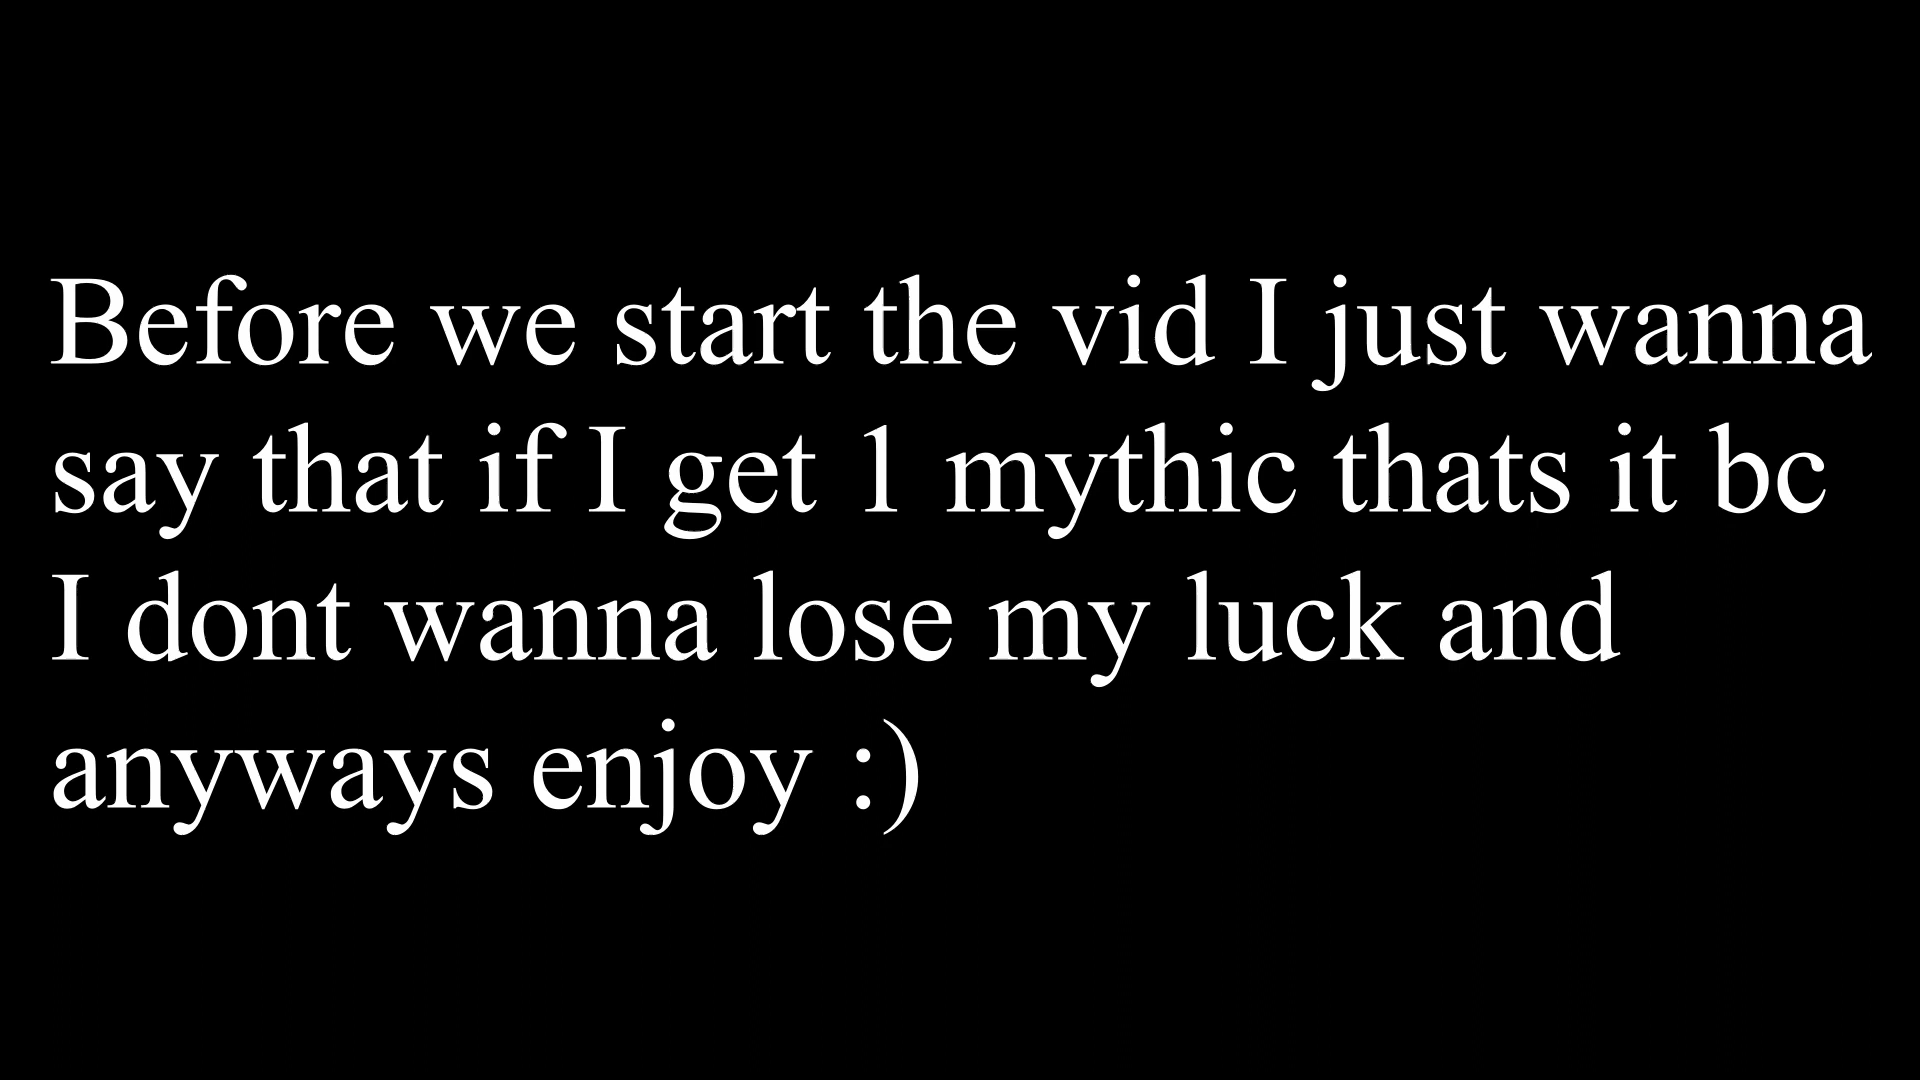 Before we start the vid I just wanna
say that if I get 1 mythic thats it bc
I dont wanna lose my luck and
anyways enjoy :)